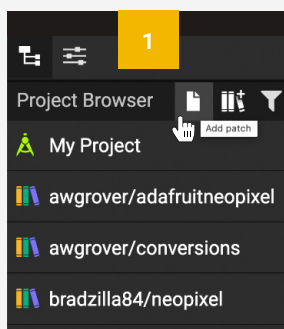 1
Project Browser
Add patch
My Project
awgrover/adafruitneopixel
awgrover/conversions
bradzilla84/neopixel